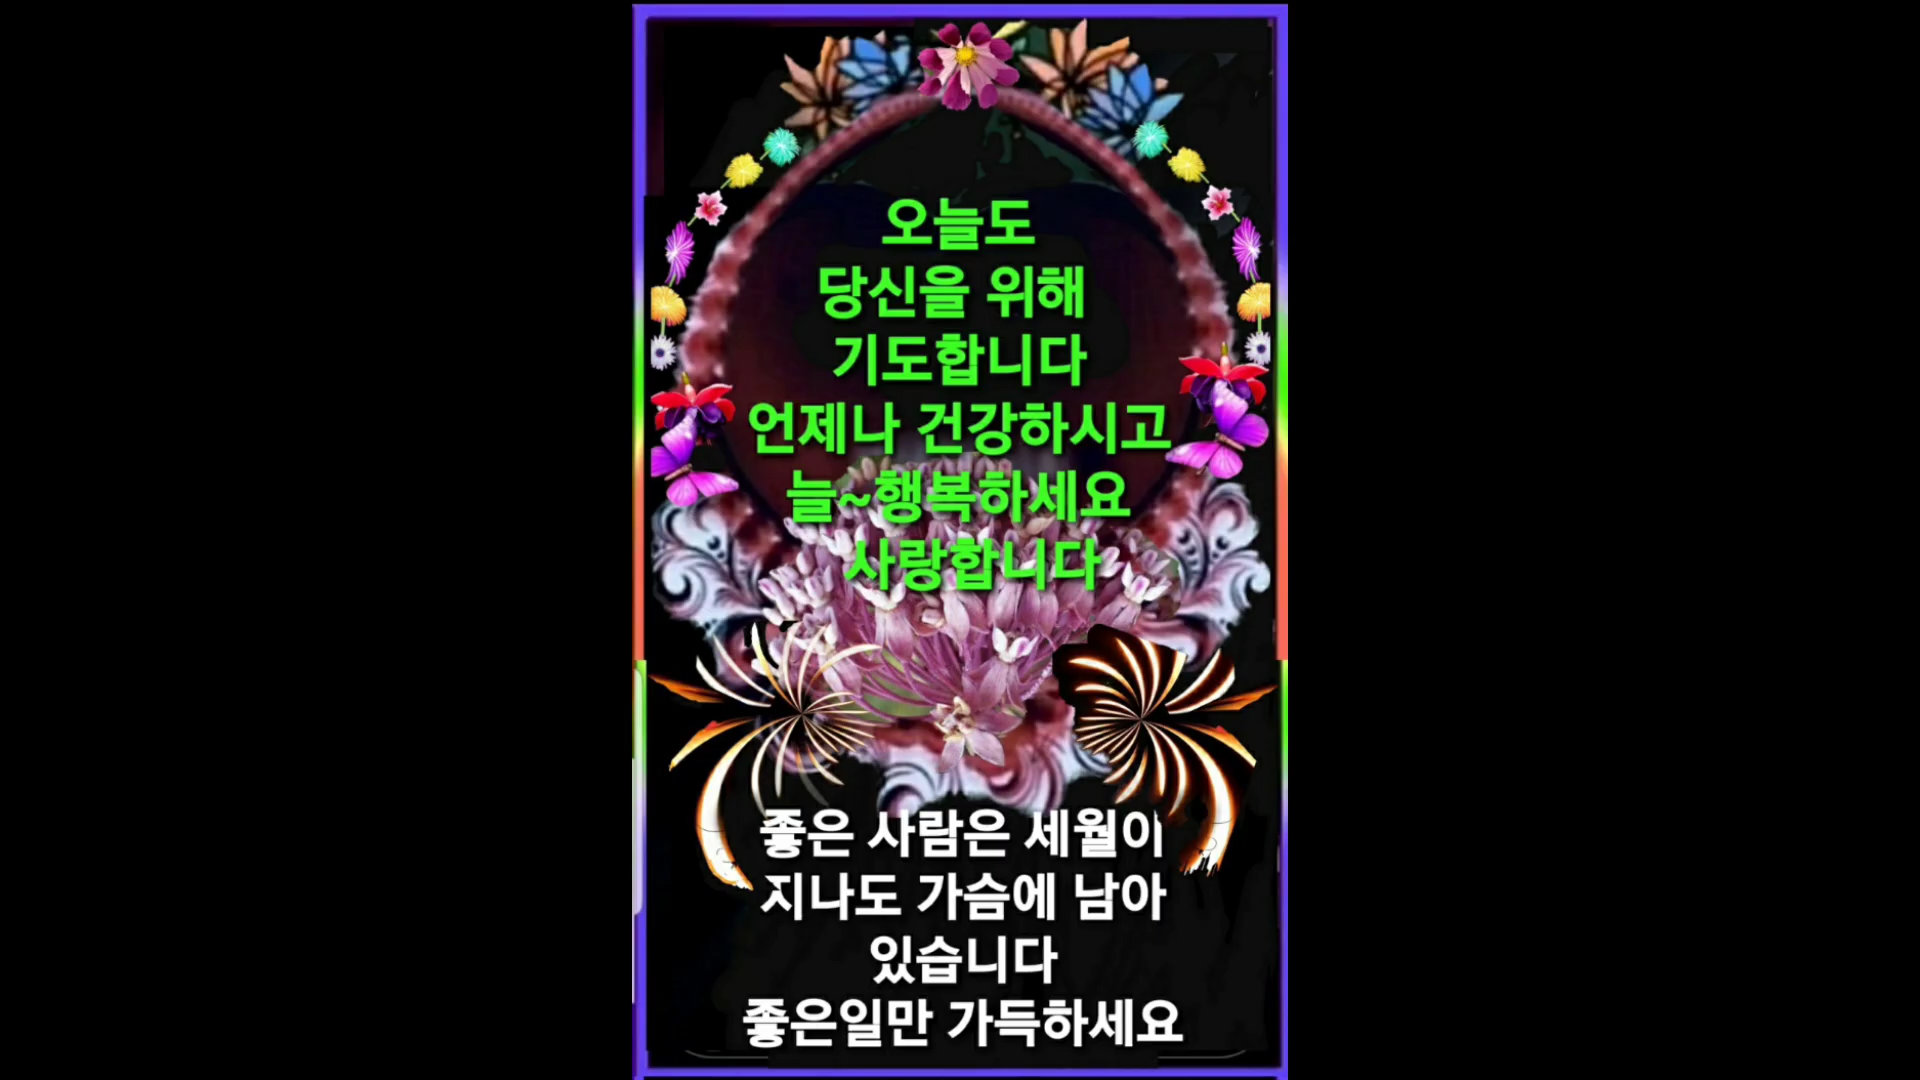 오늘도
당신을 위해
기도합니다
언제나 건강하시고
늘~행복하세요
사랑합니다
좋은 사람은 세월이
지나도 가슴에 남아
있습니다
좋은일만 가득하세요